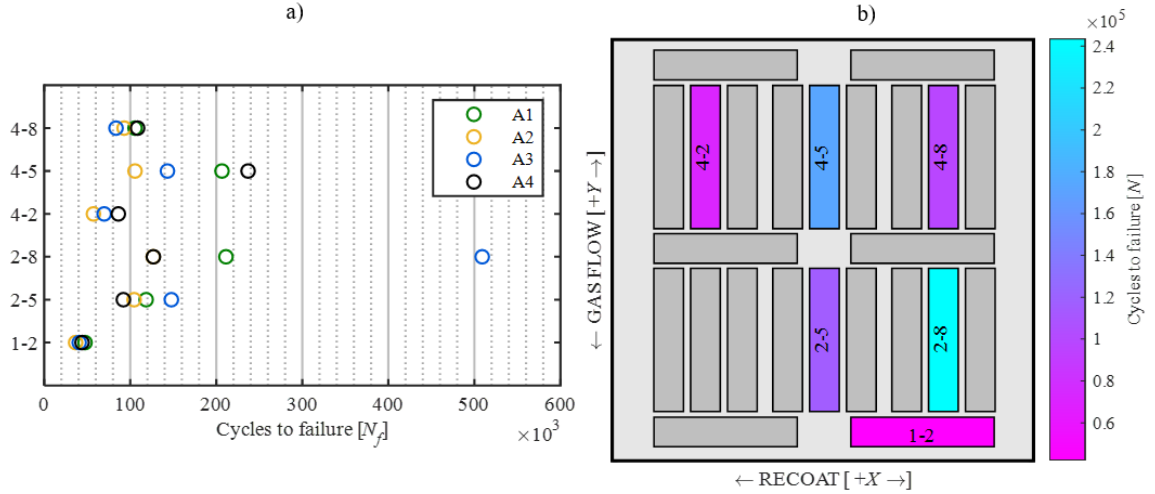 a)
4-8
4-5
4-2
2-8
2-5
1-2
A1
A2
A3
A4
0 100 200 300 400 500 600
Cycles to failure [N_f]
×10³
b)
×10⁵
← GASFLOW [+Y →]
4-2
4-5
4-8
2-5
2-8
1-2
← RECOAT [+X →]
2.4
2.2
2
1.8
1.6
1.4
1.2
1
0.8
0.6
Cycles to failure [N]